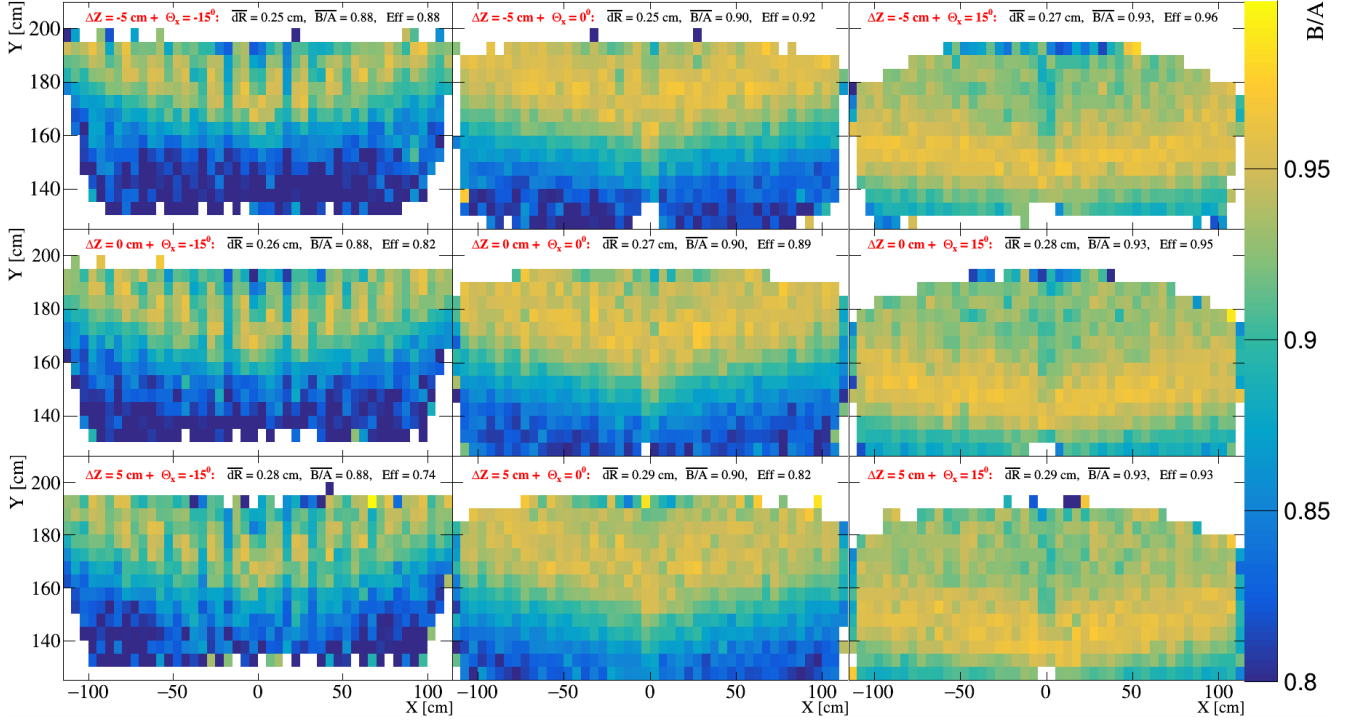 ΔZ = -5 cm + Θx = -15⁰: dR = 0.25 cm, B/A = 0.88, Eff = 0.88
ΔZ = -5 cm + Θx = 0⁰: dR = 0.25 cm, B/A = 0.90, Eff = 0.92
ΔZ = -5 cm + Θx = 15⁰: dR = 0.27 cm, B/A = 0.93, Eff = 0.96
B/A
Y [cm]
200
180
160
140
ΔZ = 0 cm + Θx = -15⁰: dR = 0.26 cm, B/A = 0.88, Eff = 0.82
ΔZ = 0 cm + Θx = 0⁰: dR = 0.27 cm, B/A = 0.90, Eff = 0.89
ΔZ = 0 cm + Θx = 15⁰: dR = 0.28 cm, B/A = 0.93, Eff = 0.95
Y [cm]
200
180
160
140
ΔZ = 5 cm + Θx = -15⁰: dR = 0.28 cm, B/A = 0.88, Eff = 0.74
ΔZ = 5 cm + Θx = 0⁰: dR = 0.29 cm, B/A = 0.90, Eff = 0.82
ΔZ = 5 cm + Θx = 15⁰: dR = 0.29 cm, B/A = 0.93, Eff = 0.93
Y [cm]
200
180
160
140
−100 −50 0 50 100
X [cm]
−100 −50 0 50 100
X [cm]
−100 −50 0 50 100
X [cm]
0.95
0.9
0.85
0.8